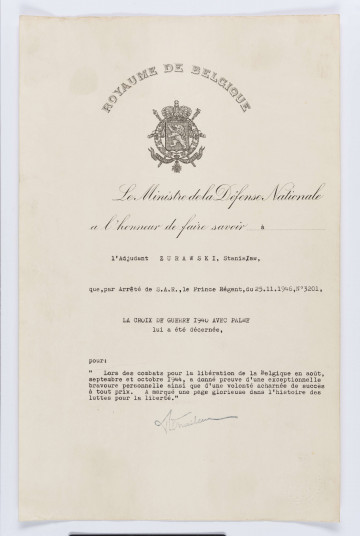 ROYAUME DE BELGIQUE
Le Ministre de la Défense Nationale
a l'honneur de faire savoir à
l'Adjudant ZURAWSKI, Stanislaw,
que, par Arrêté de S.A.R., le Prince Régent, du 25.11.1946, N°3201,
LA CROIX DE GUERRE 1940 AVEC PALME
lui a été décernée,
pour:
" Lors des combats pour la libération de la Belgique en août,
septembre et octobre 1944, a donné preuve d'une exceptionnelle
bravoure personnelle ainsi que d'une volonté acharnée de succès
à tout prix. A marqué une page glorieuse dans l'histoire des
luttes pour la liberté."